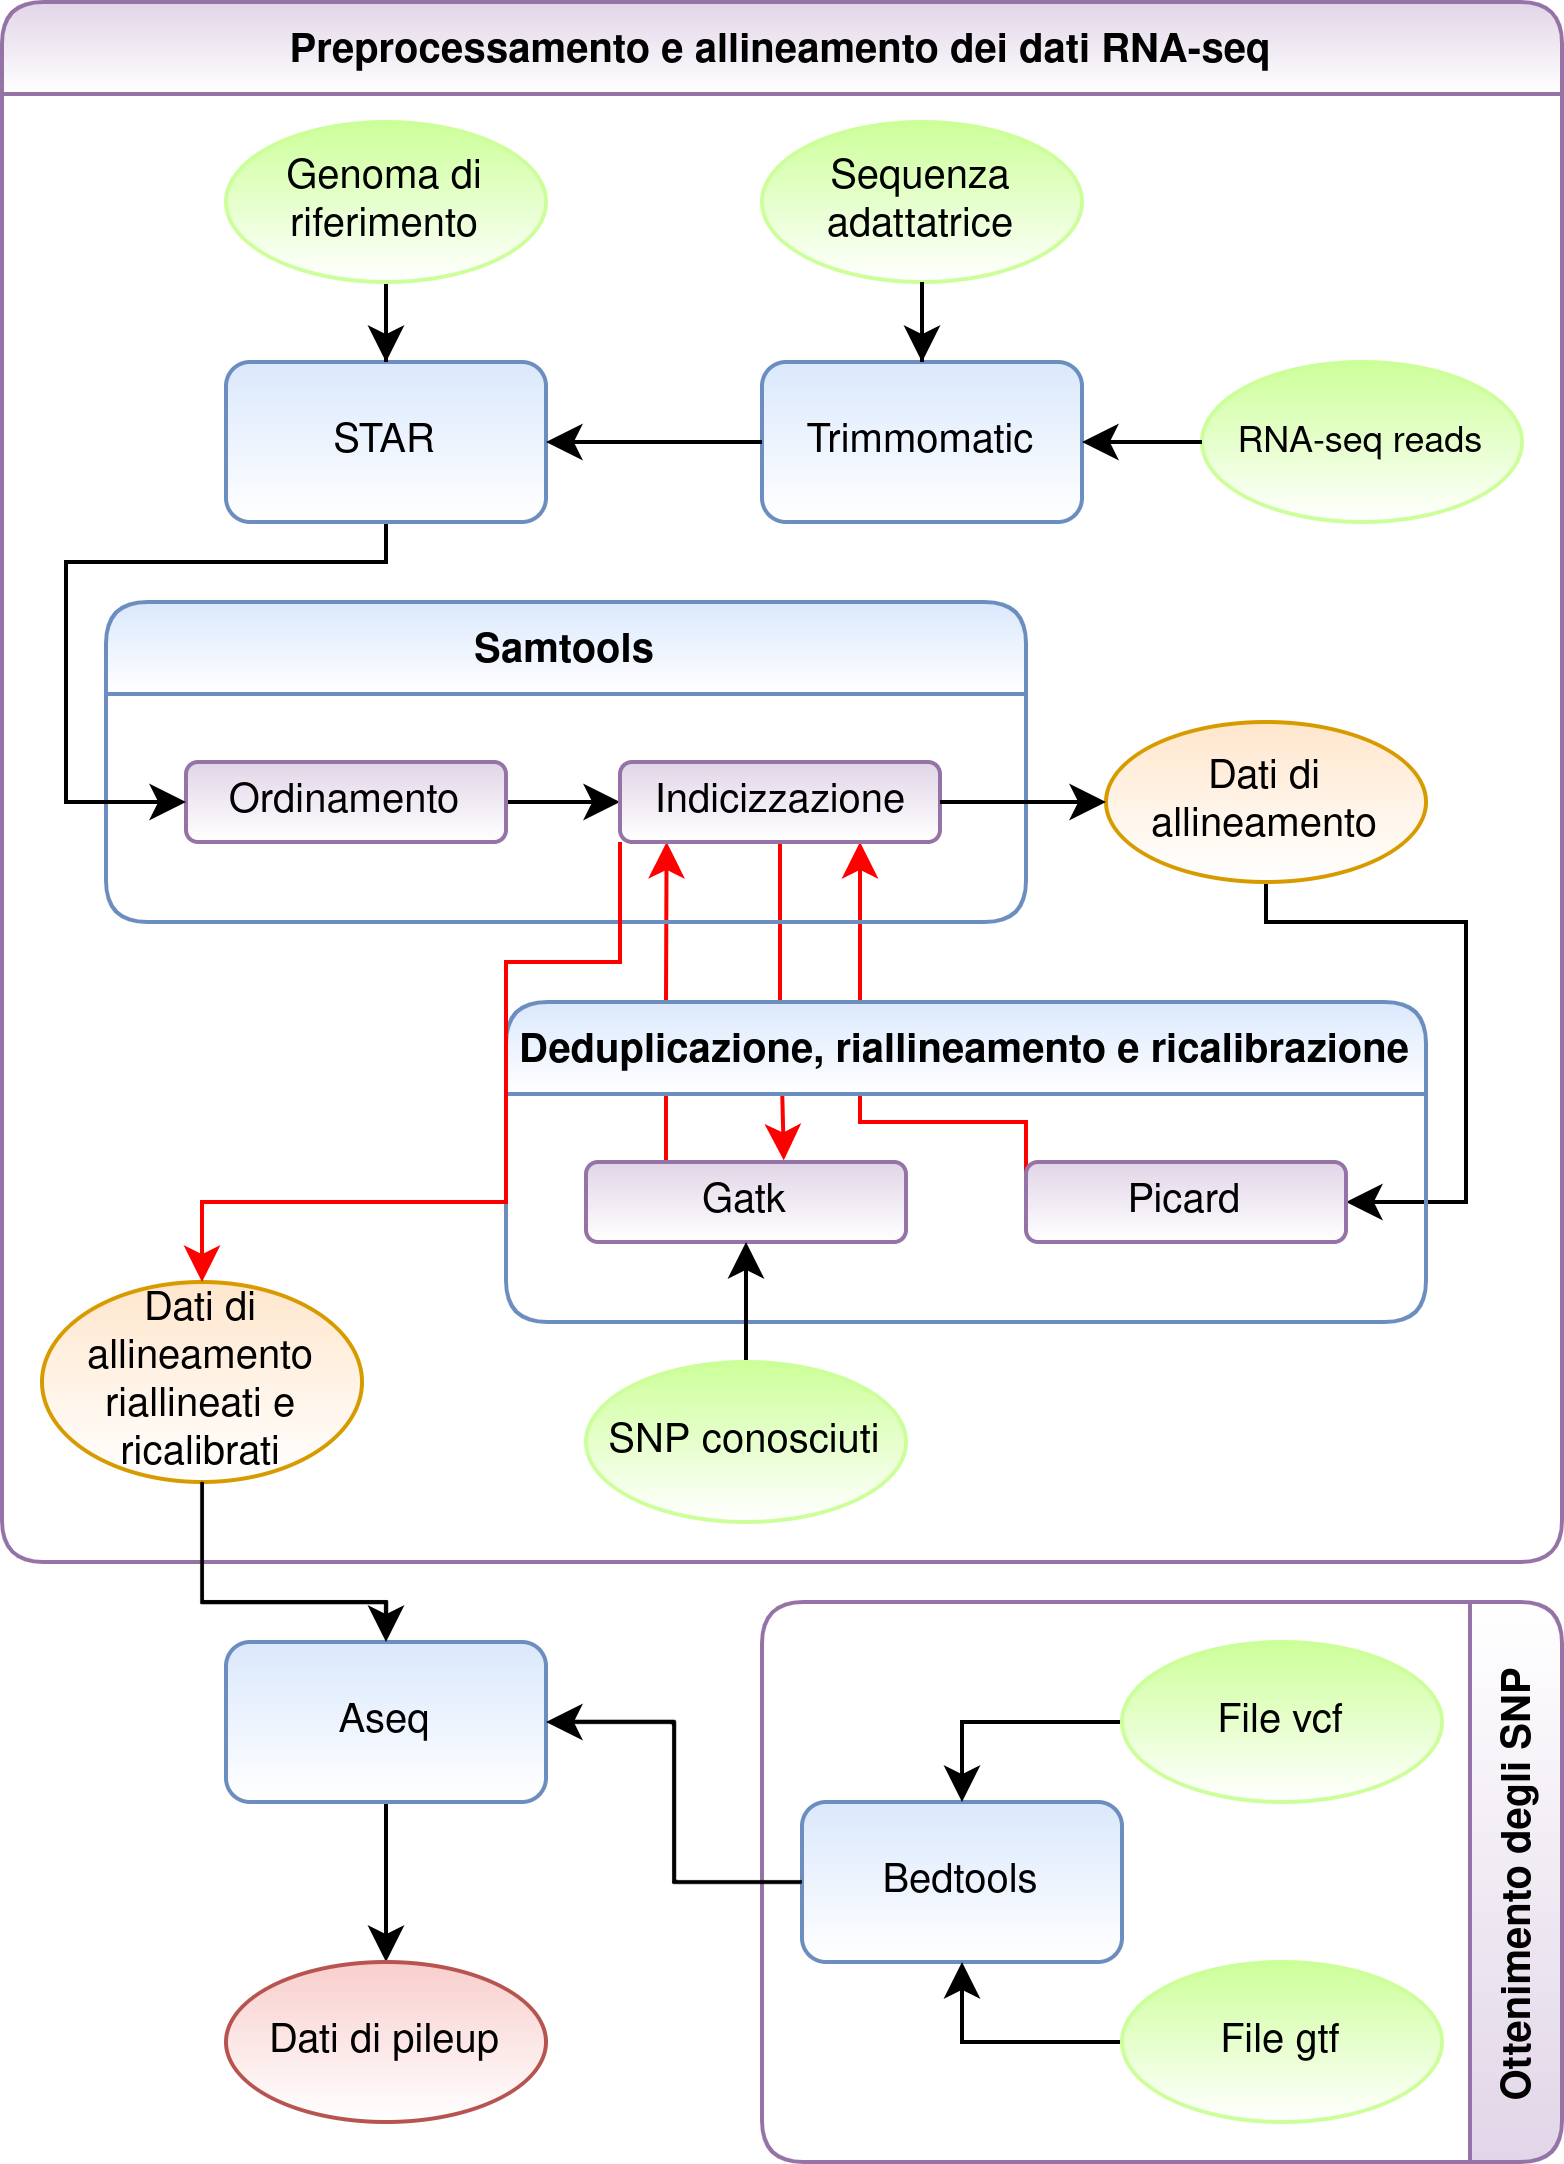 Preprocessamento e allineamento dei dati RNA-seq
Genoma di
riferimento
Sequenza
adattatrice
STAR
Trimmomatic
RNA-seq reads
Samtools
Ordinamento
Indicizzazione
Dati di
allineamento
Deduplicazione, riallineamento e ricalibrazione
Gatk
Picard
Dati di
allineamento
riallineati e
ricalibrati
SNP conosciuti
Aseq
File vcf
Bedtools
Ottenimento degli SNP
Dati di pileup
File gtf